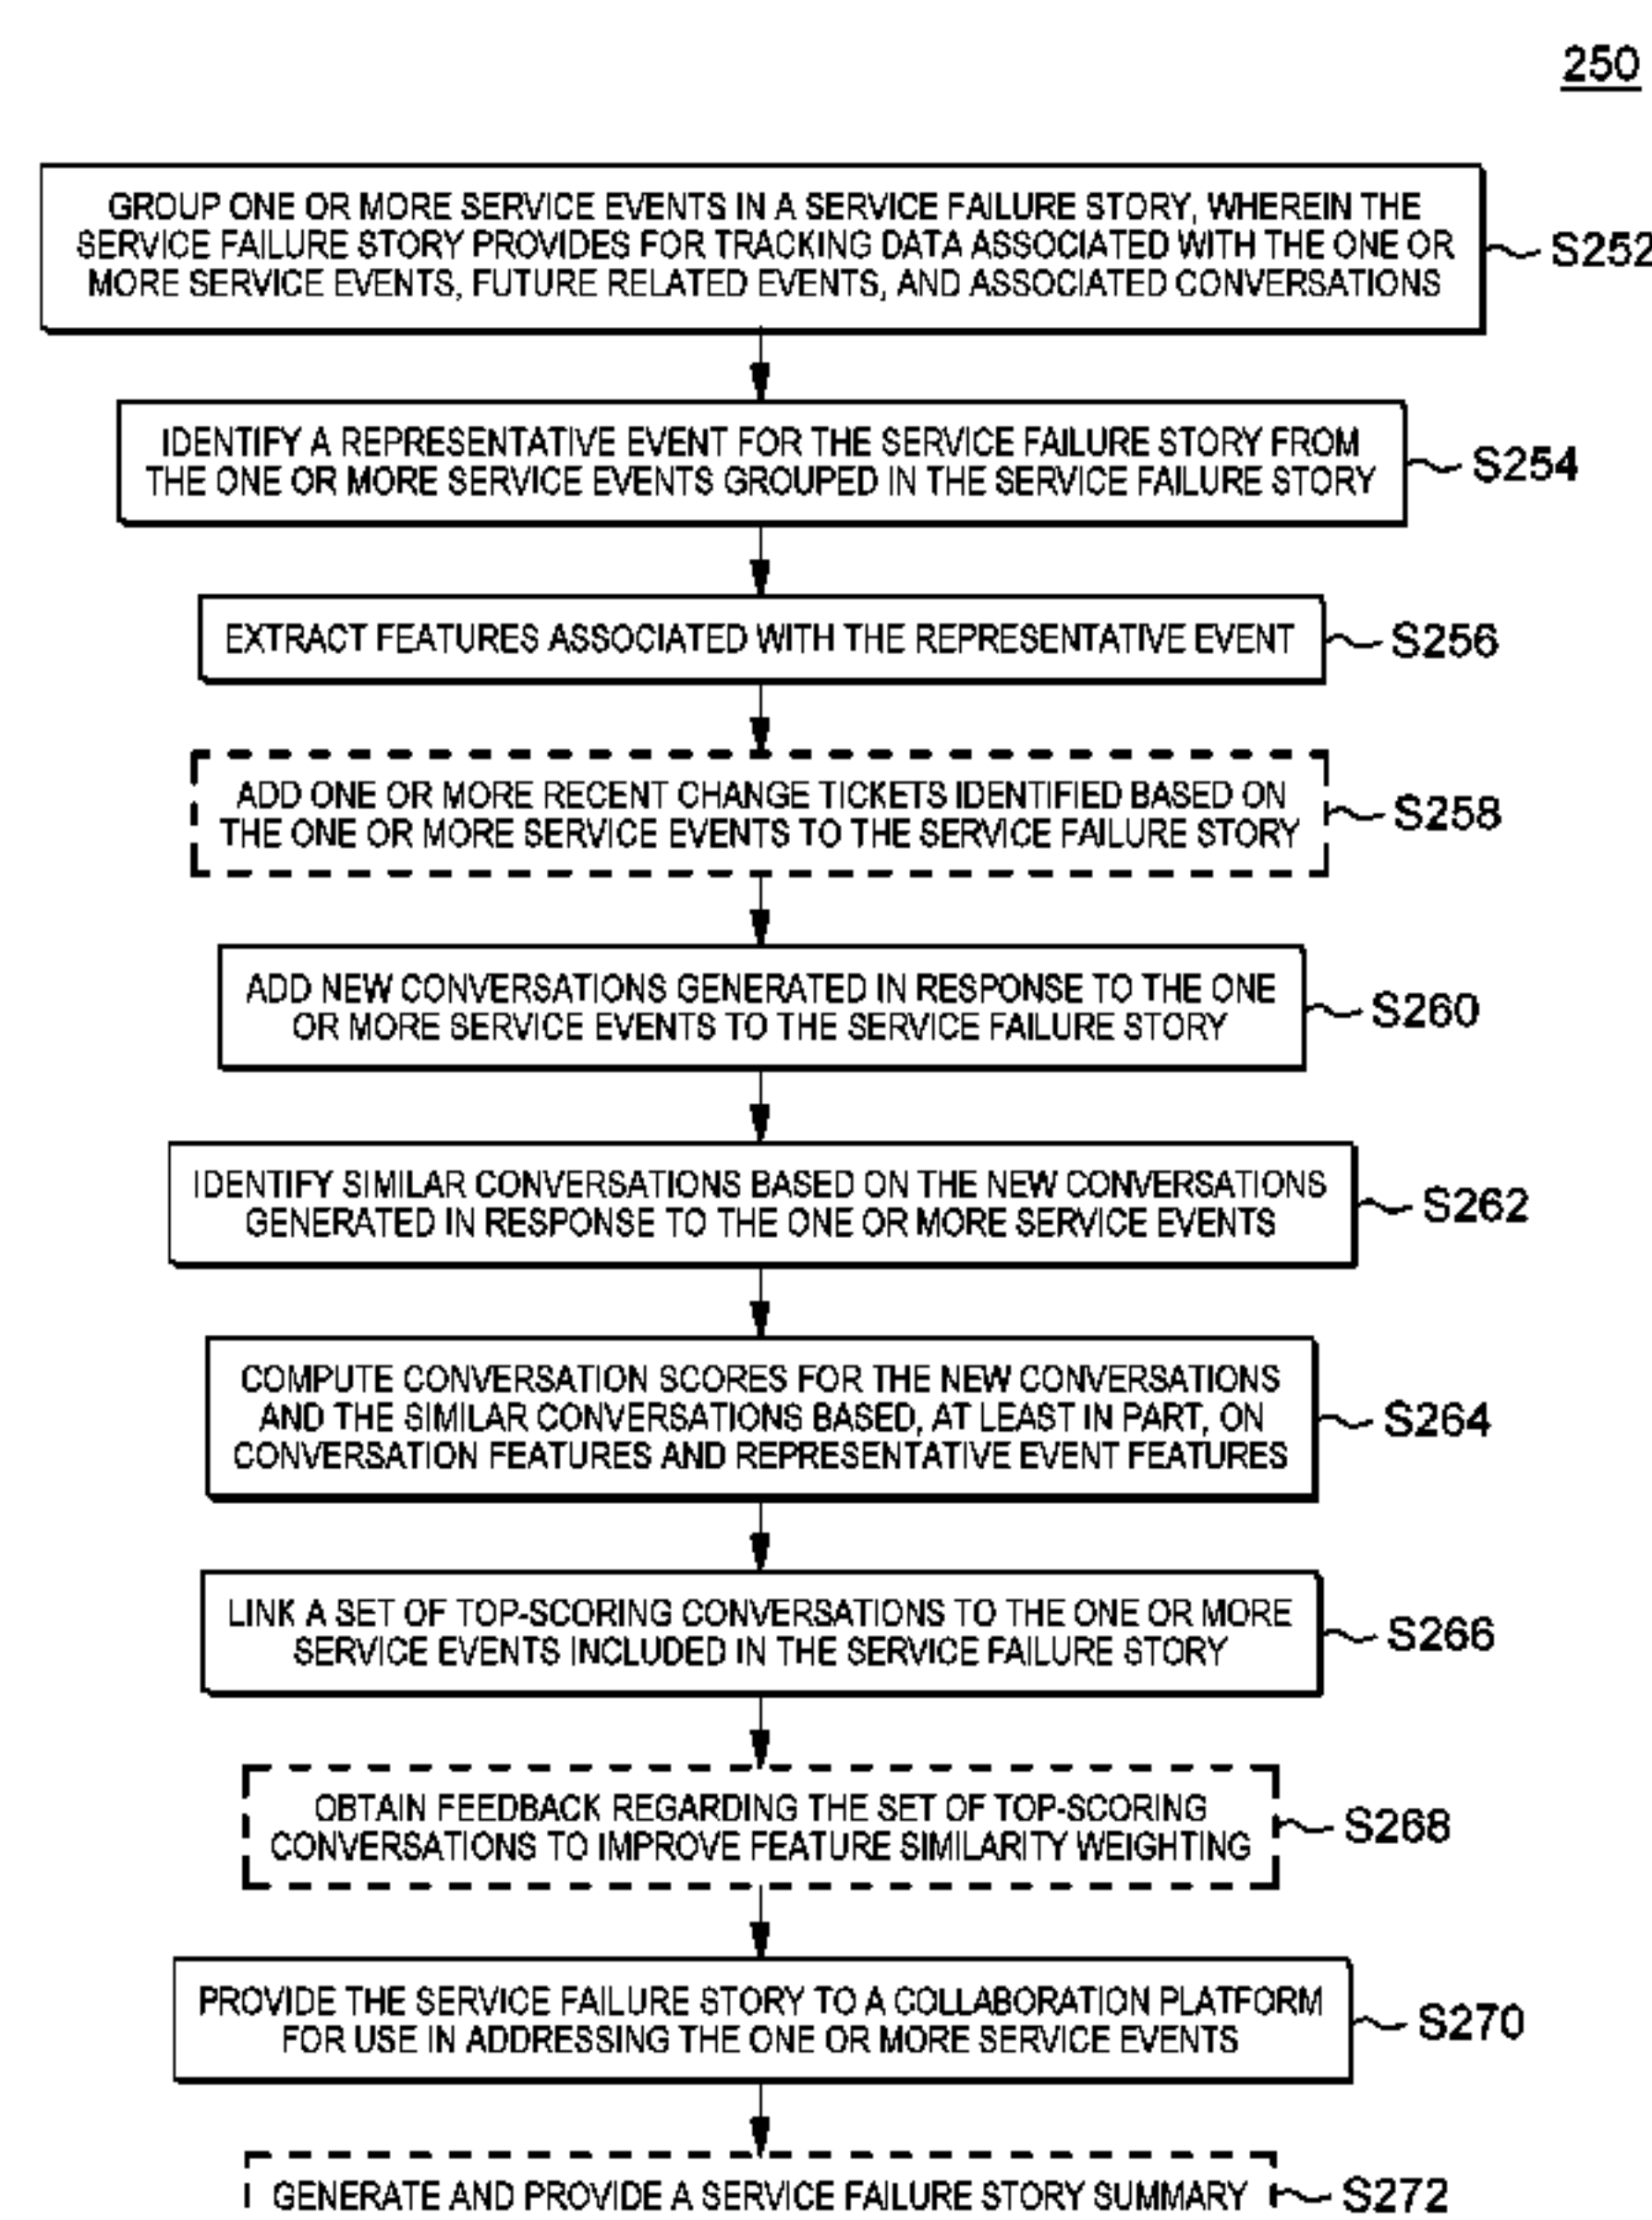 250
GROUP ONE OR MORE SERVICE EVENTS IN A SERVICE FAILURE STORY, WHEREIN THE
SERVICE FAILURE STORY PROVIDES FOR TRACKING DATA ASSOCIATED WITH THE ONE OR
MORE SERVICE EVENTS, FUTURE RELATED EVENTS, AND ASSOCIATED CONVERSATIONS
S252
IDENTIFY A REPRESENTATIVE EVENT FOR THE SERVICE FAILURE STORY FROM
THE ONE OR MORE SERVICE EVENTS GROUPED IN THE SERVICE FAILURE STORY
S254
EXTRACT FEATURES ASSOCIATED WITH THE REPRESENTATIVE EVENT
S256
ADD ONE OR MORE RECENT CHANGE TICKETS IDENTIFIED BASED ON
THE ONE OR MORE SERVICE EVENTS TO THE SERVICE FAILURE STORY
S258
ADD NEW CONVERSATIONS GENERATED IN RESPONSE TO THE ONE
OR MORE SERVICE EVENTS TO THE SERVICE FAILURE STORY
S260
IDENTIFY SIMILAR CONVERSATIONS BASED ON THE NEW CONVERSATIONS
GENERATED IN RESPONSE TO THE ONE OR MORE SERVICE EVENTS
S262
COMPUTE CONVERSATION SCORES FOR THE NEW CONVERSATIONS
AND THE SIMILAR CONVERSATIONS BASED, AT LEAST IN PART, ON
CONVERSATION FEATURES AND REPRESENTATIVE EVENT FEATURES
S264
LINK A SET OF TOP-SCORING CONVERSATIONS TO THE ONE OR MORE
SERVICE EVENTS INCLUDED IN THE SERVICE FAILURE STORY
S266
OBTAIN FEEDBACK REGARDING THE SET OF TOP-SCORING
CONVERSATIONS TO IMPROVE FEATURE SIMILARITY WEIGHTING
S268
PROVIDE THE SERVICE FAILURE STORY TO A COLLABORATION PLATFORM
FOR USE IN ADDRESSING THE ONE OR MORE SERVICE EVENTS
S270
GENERATE AND PROVIDE A SERVICE FAILURE STORY SUMMARY
S272